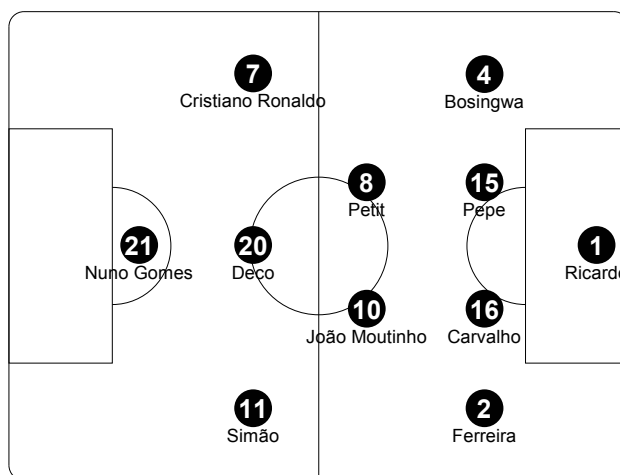 7
Cristiano Ronaldo
4
Bosingwa
8
Petit
15
Pepe
21
Nuno Gomes
20
Deco
1
Ricardo
10
João Moutinho
16
Carvalho
11
Simão
2
Ferreira